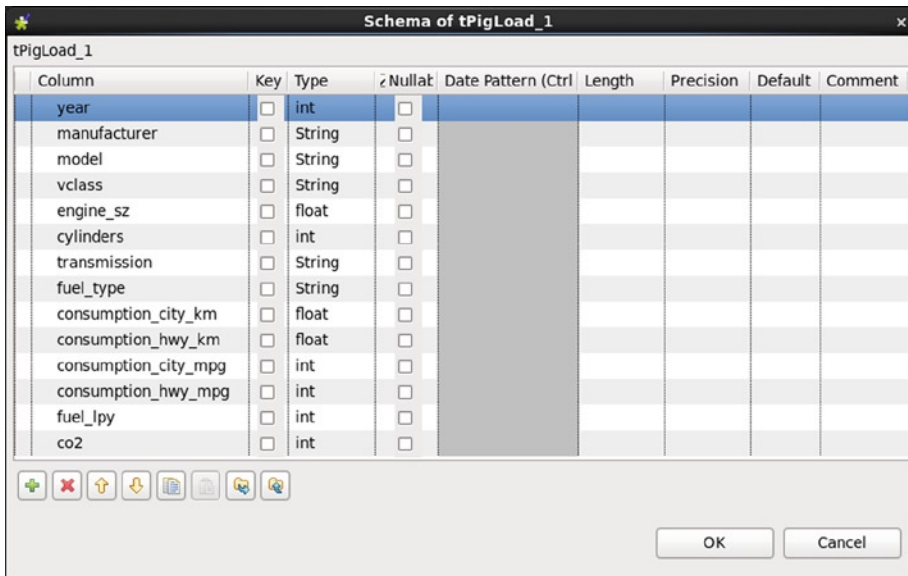 Schema of tPigLoad_1 x
tPigLoad_1
Column Key Type Nullab Date Pattern (Ctrl Length Precision Default Comment
year int
manufacturer String
model String
vclass String
engine_sz float
cylinders int
transmission String
fuel_type String
consumption_city_km float
consumption_hwy_km float
consumption_city_mpg int
consumption_hwy_mpg int
fuel_lpy int
co2 int
OK Cancel